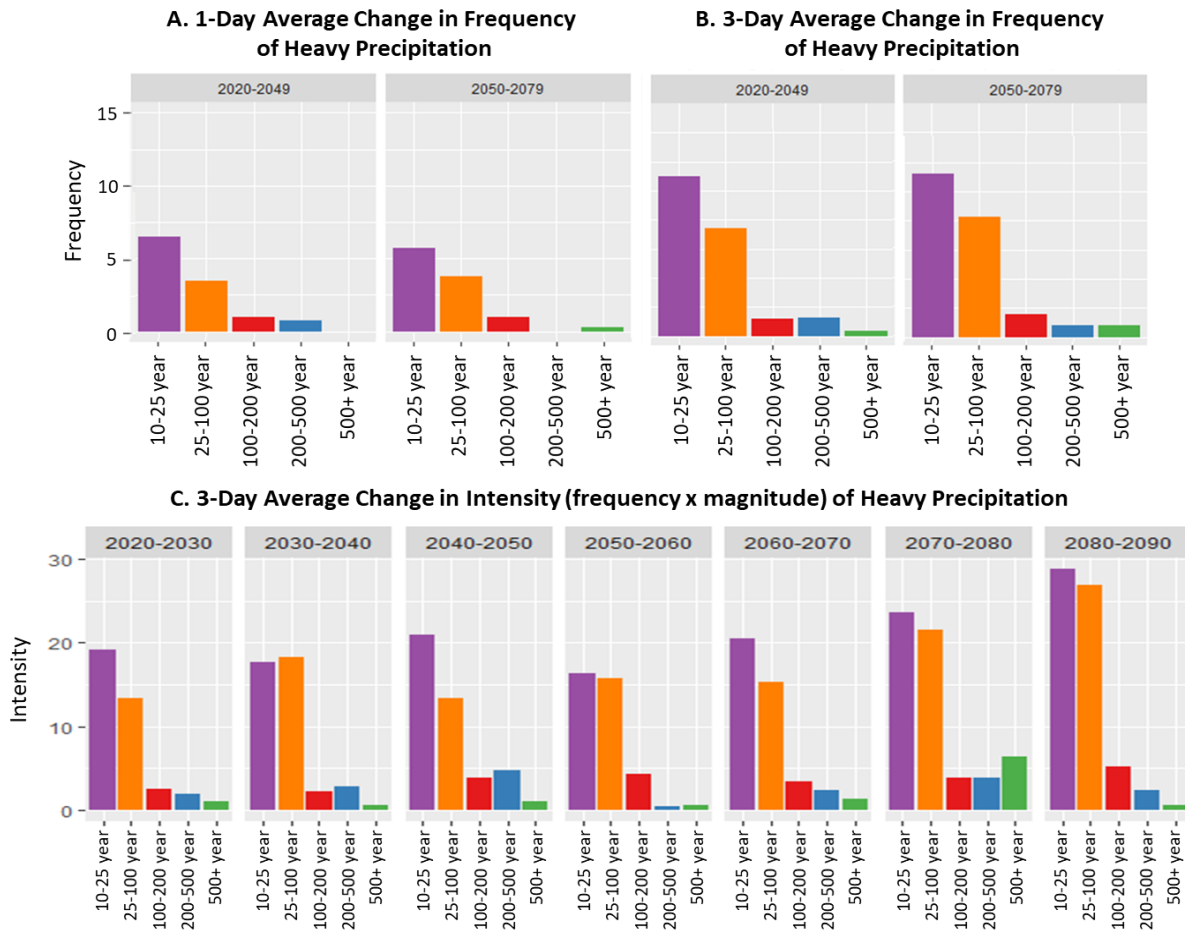 A. 1-Day Average Change in Frequency
of Heavy Precipitation
B. 3-Day Average Change in Frequency
of Heavy Precipitation
2020-2049
2050-2079
2020-2049
2050-2079
Frequency
15
10
5
0
10-25 year
25-100 year
100-200 year
200-500 year
500+ year
10-25 year
25-100 year
100-200 year
200-500 year
500+ year
10-25 year
25-100 year
100-200 year
200-500 year
500+ year
10-25 year
25-100 year
100-200 year
200-500 year
500+ year
C. 3-Day Average Change in Intensity (frequency x magnitude) of Heavy Precipitation
2020-2030
2030-2040
2040-2050
2050-2060
2060-2070
2070-2080
2080-2090
Intensity
30
20
10
0
10-25 year
25-100 year
100-200 year
200-500 year
500+ year
10-25 year
25-100 year
100-200 year
200-500 year
500+ year
10-25 year
25-100 year
100-200 year
200-500 year
500+ year
10-25 year
25-100 year
100-200 year
200-500 year
500+ year
10-25 year
25-100 year
100-200 year
200-500 year
500+ year
10-25 year
25-100 year
100-200 year
200-500 year
500+ year
10-25 year
25-100 year
100-200 year
200-500 year
500+ year